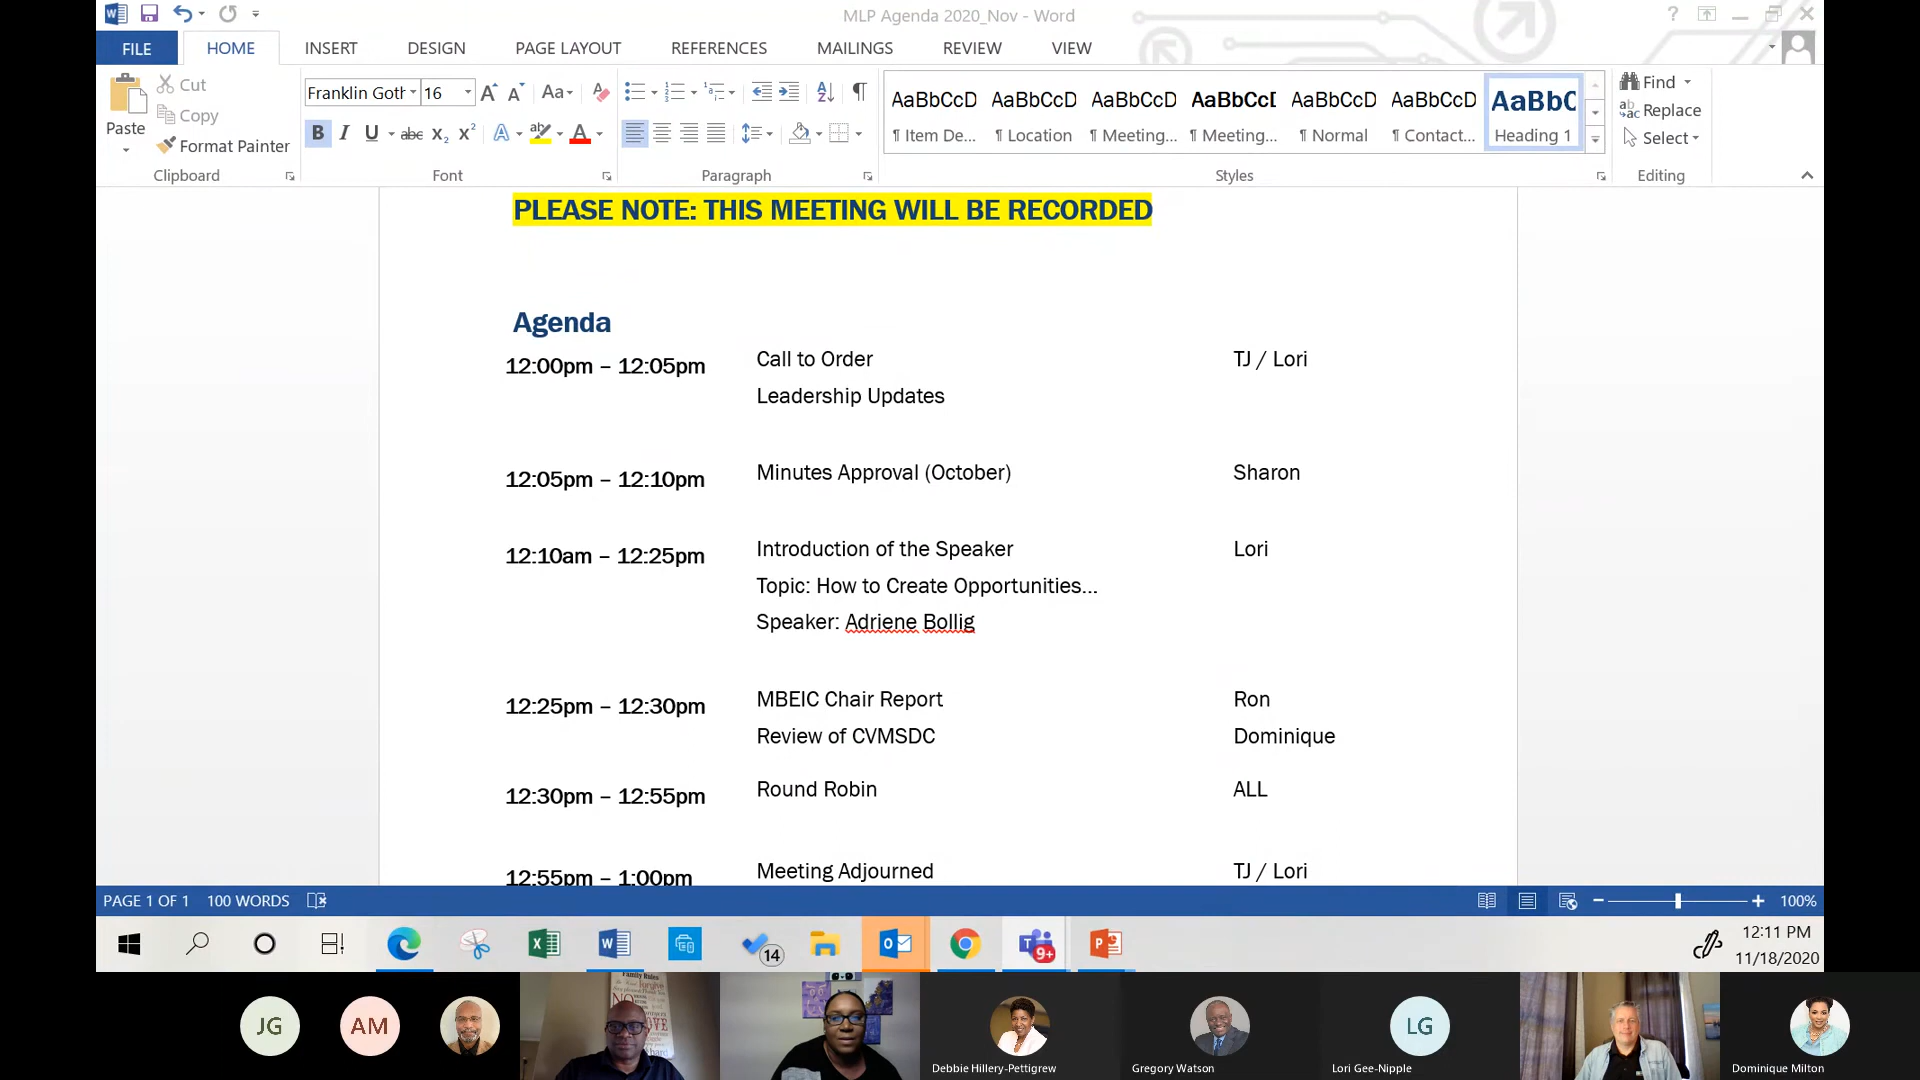 MLP Agenda 2020_Nov - Word
FILE HOME INSERT DESIGN PAGE LAYOUT REFERENCES MAILINGS REVIEW VIEW
Paste
Cut
Copy
Format Painter
Clipboard
Franklin Goth 16
Font
Paragraph
AaBbCcD AaBbCcD AaBbCcD AaBbCcD AaBbCcD AaBbCcD AaBbC
¶ Item De... ¶ Location ¶ Meeting... ¶ Meeting... ¶ Normal ¶ Contact... Heading 1
Styles
Find
Replace
Select
Editing
PLEASE NOTE: THIS MEETING WILL BE RECORDED
Agenda
12:00pm – 12:05pm Call to Order TJ / Lori
Leadership Updates
12:05pm – 12:10pm Minutes Approval (October) Sharon
12:10am – 12:25pm Introduction of the Speaker Lori
Topic: How to Create Opportunities...
Speaker: Adriene Bollig
12:25pm – 12:30pm MBEIC Chair Report Ron
Review of CVMSDC Dominique
12:30pm – 12:55pm Round Robin ALL
12:55pm – 1:00pm Meeting Adjourned TJ / Lori
PAGE 1 OF 1 100 WORDS 100%
14
9+
12:11 PM
11/18/2020
JG AM LG
Family Rules
Debbie Hillery-Pettigrew Gregory Watson Lori Gee-Nipple Dominique Milton